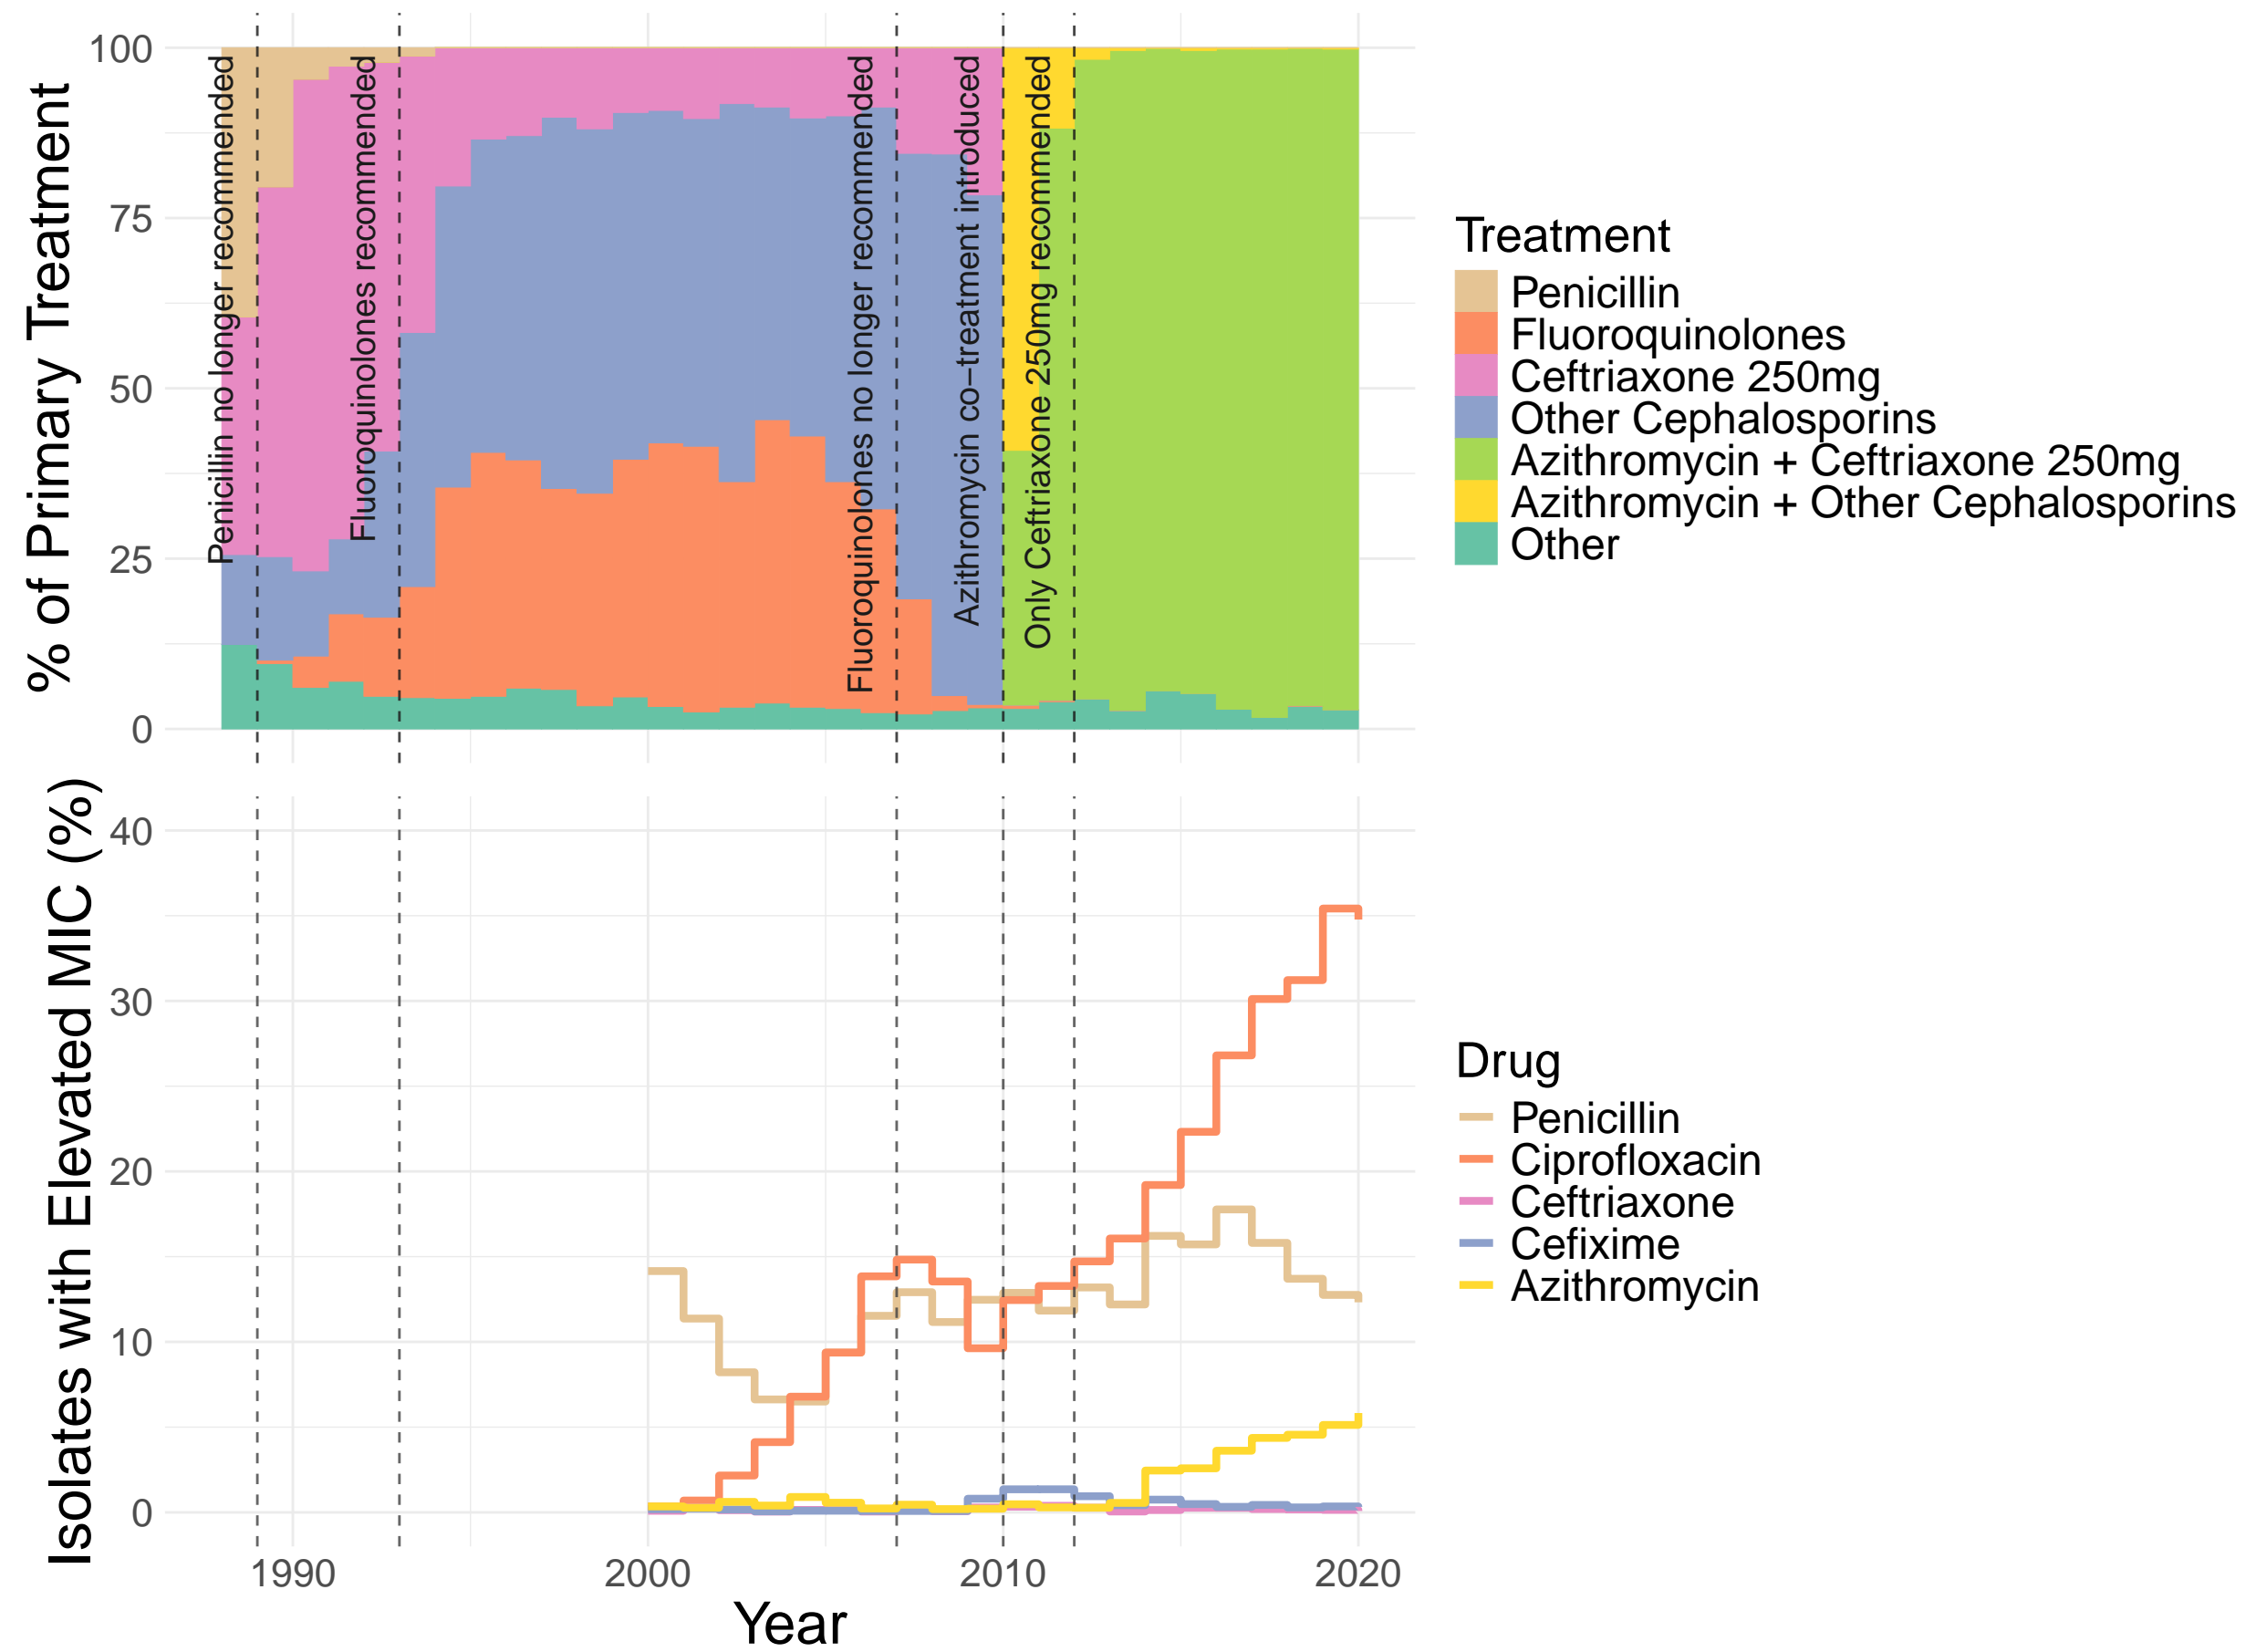 % of Primary Treatment
100
75
50
25
0
Penicillin no longer recommended
Fluoroquinolones recommended
Fluoroquinolones no longer recommended
Azithromycin co−treatment introduced
Only Ceftriaxone 250mg recommended
Treatment
Penicillin
Fluoroquinolones
Ceftriaxone 250mg
Other Cephalosporins
Azithromycin + Ceftriaxone 250mg
Azithromycin + Other Cephalosporins
Other
Isolates with Elevated MIC (%)
40
30
20
10
0
1990
2000
2010
2020
Year
Drug
Penicillin
Ciprofloxacin
Ceftriaxone
Cefixime
Azithromycin